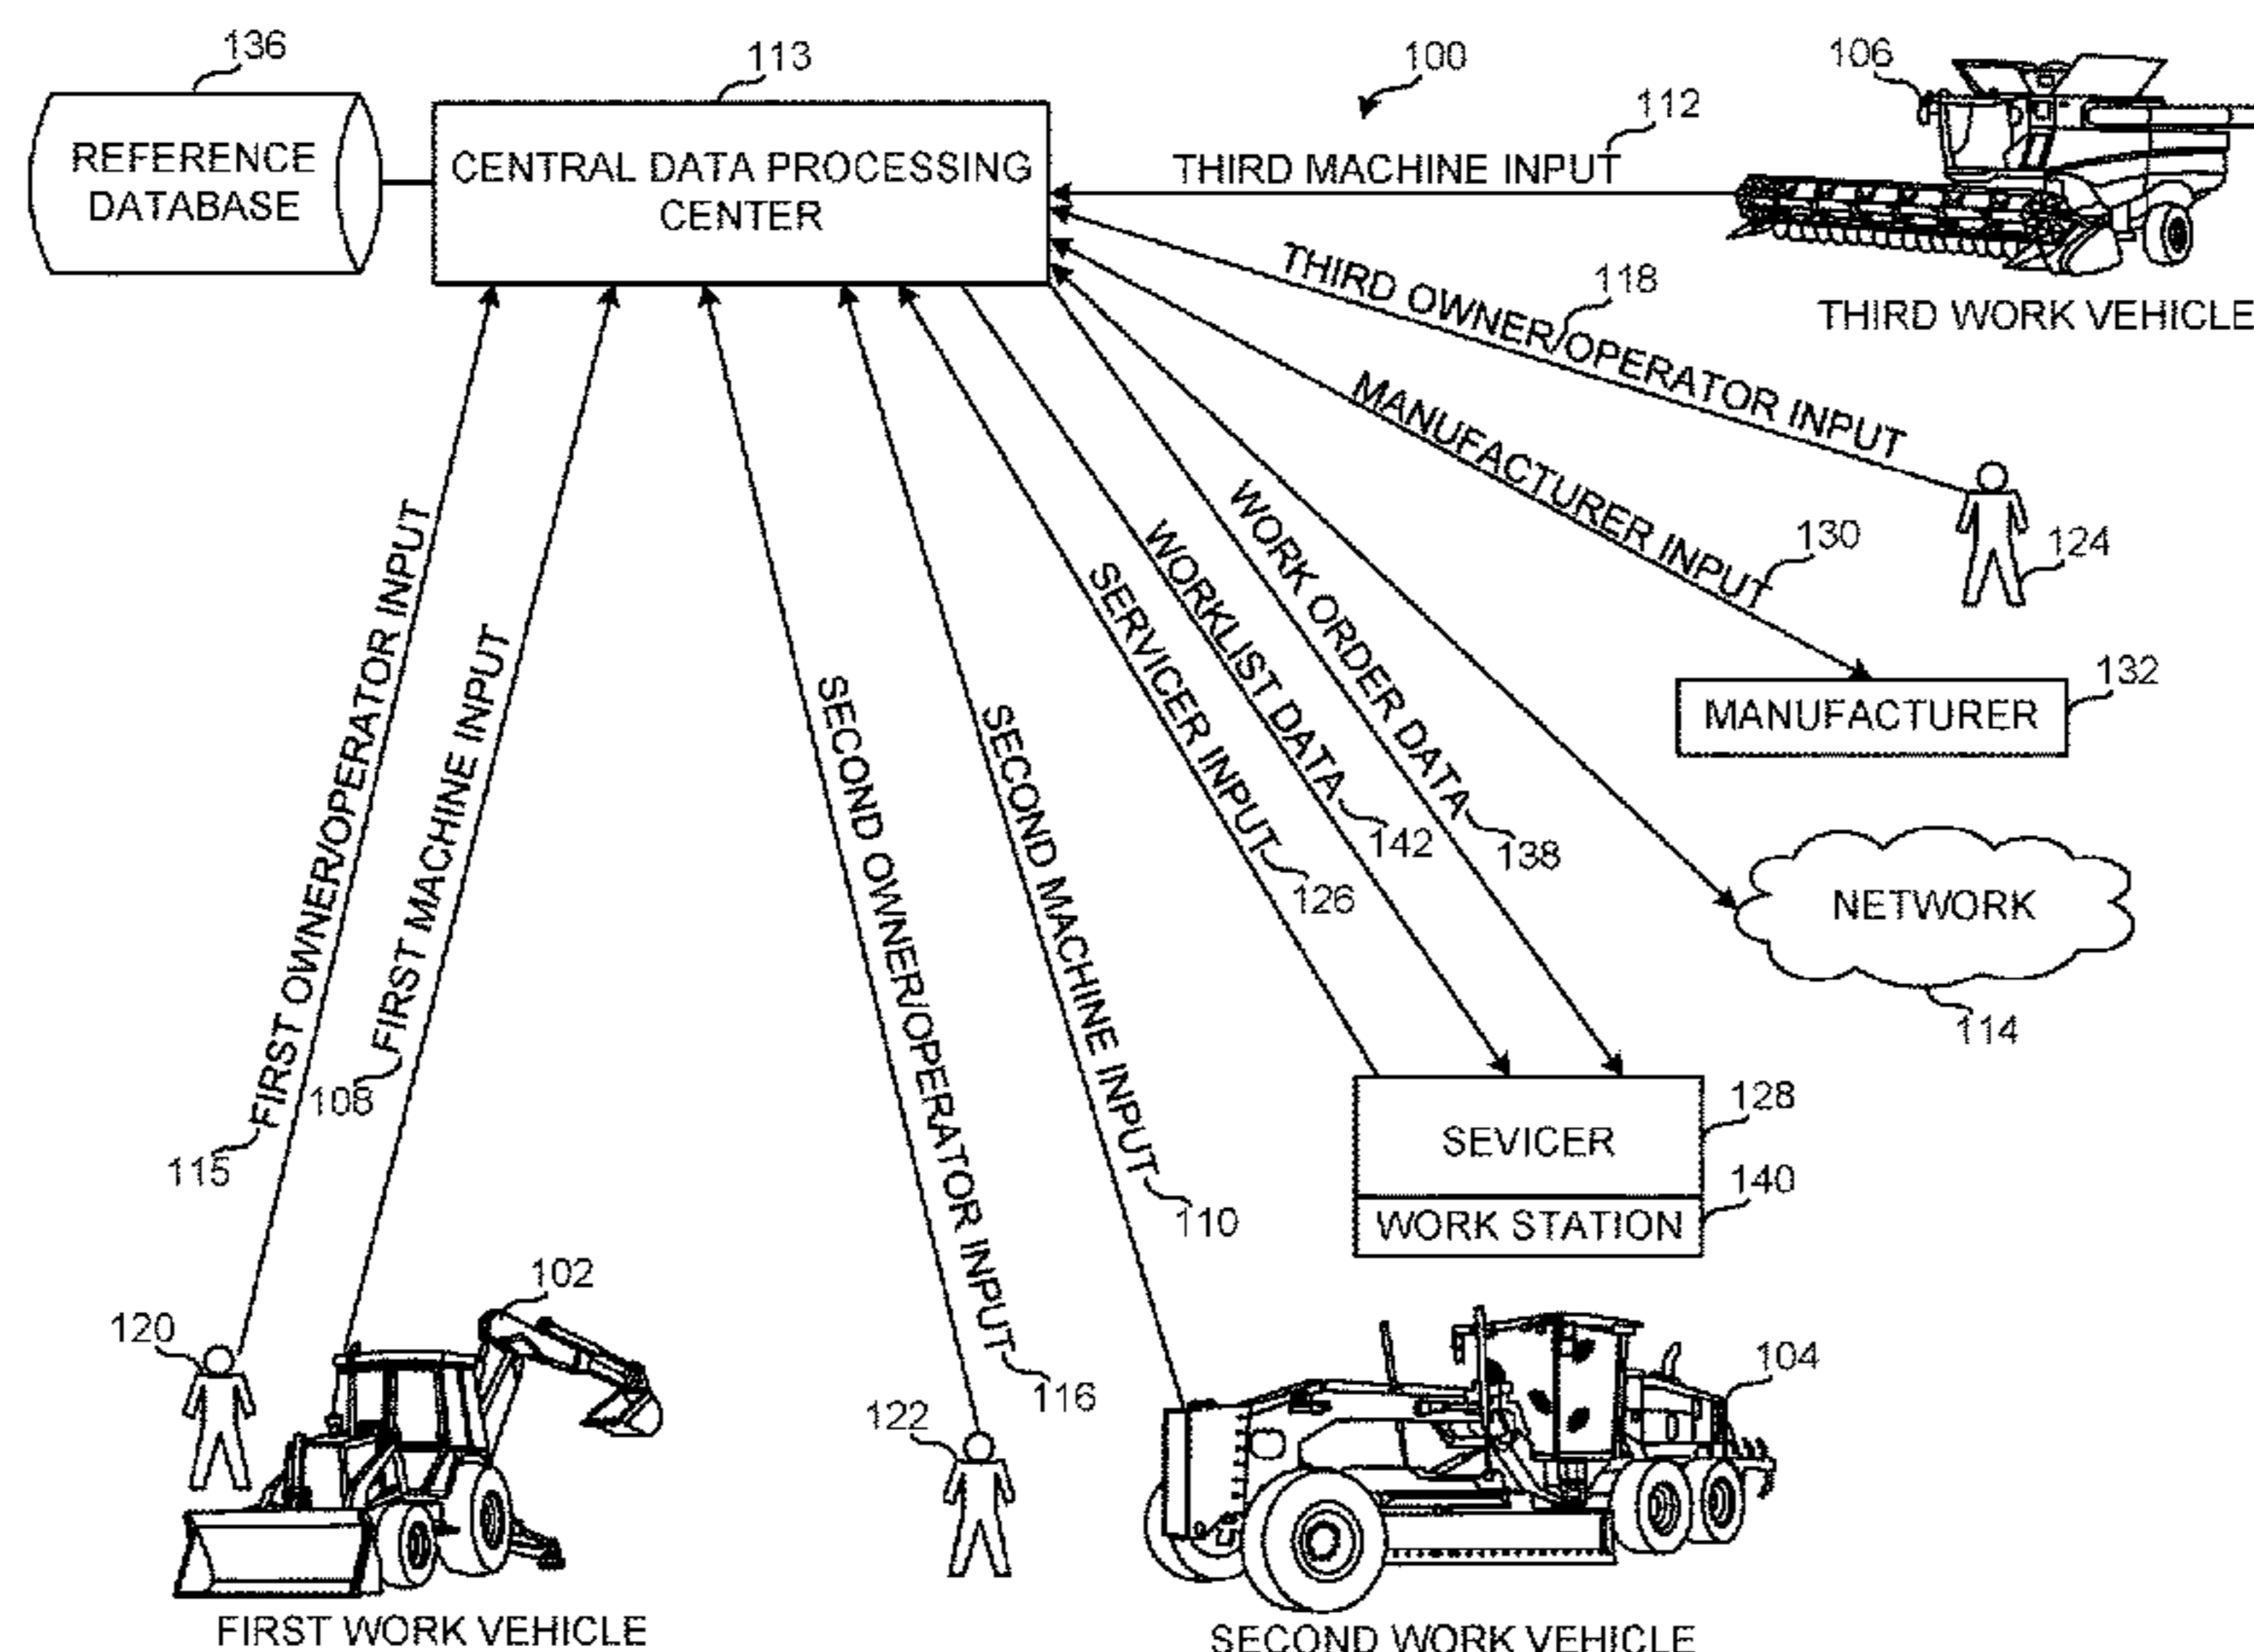 136
113
100
106
112
REFERENCE
DATABASE
CENTRAL DATA PROCESSING
CENTER
THIRD MACHINE INPUT
THIRD WORK VEHICLE
THIRD OWNER/OPERATOR INPUT
118
MANUFACTURER INPUT
130
124
132
MANUFACTURER
WORK ORDER DATA
138
WORKLIST DATA
142
SERVICER INPUT
126
NETWORK
114
FIRST OWNER/OPERATOR INPUT
115
FIRST MACHINE INPUT
108
SECOND OWNER/OPERATOR INPUT
116
SECOND MACHINE INPUT
110
128
SEVICER
140
WORK STATION
102
120
104
122
FIRST WORK VEHICLE
SECOND WORK VEHICLE